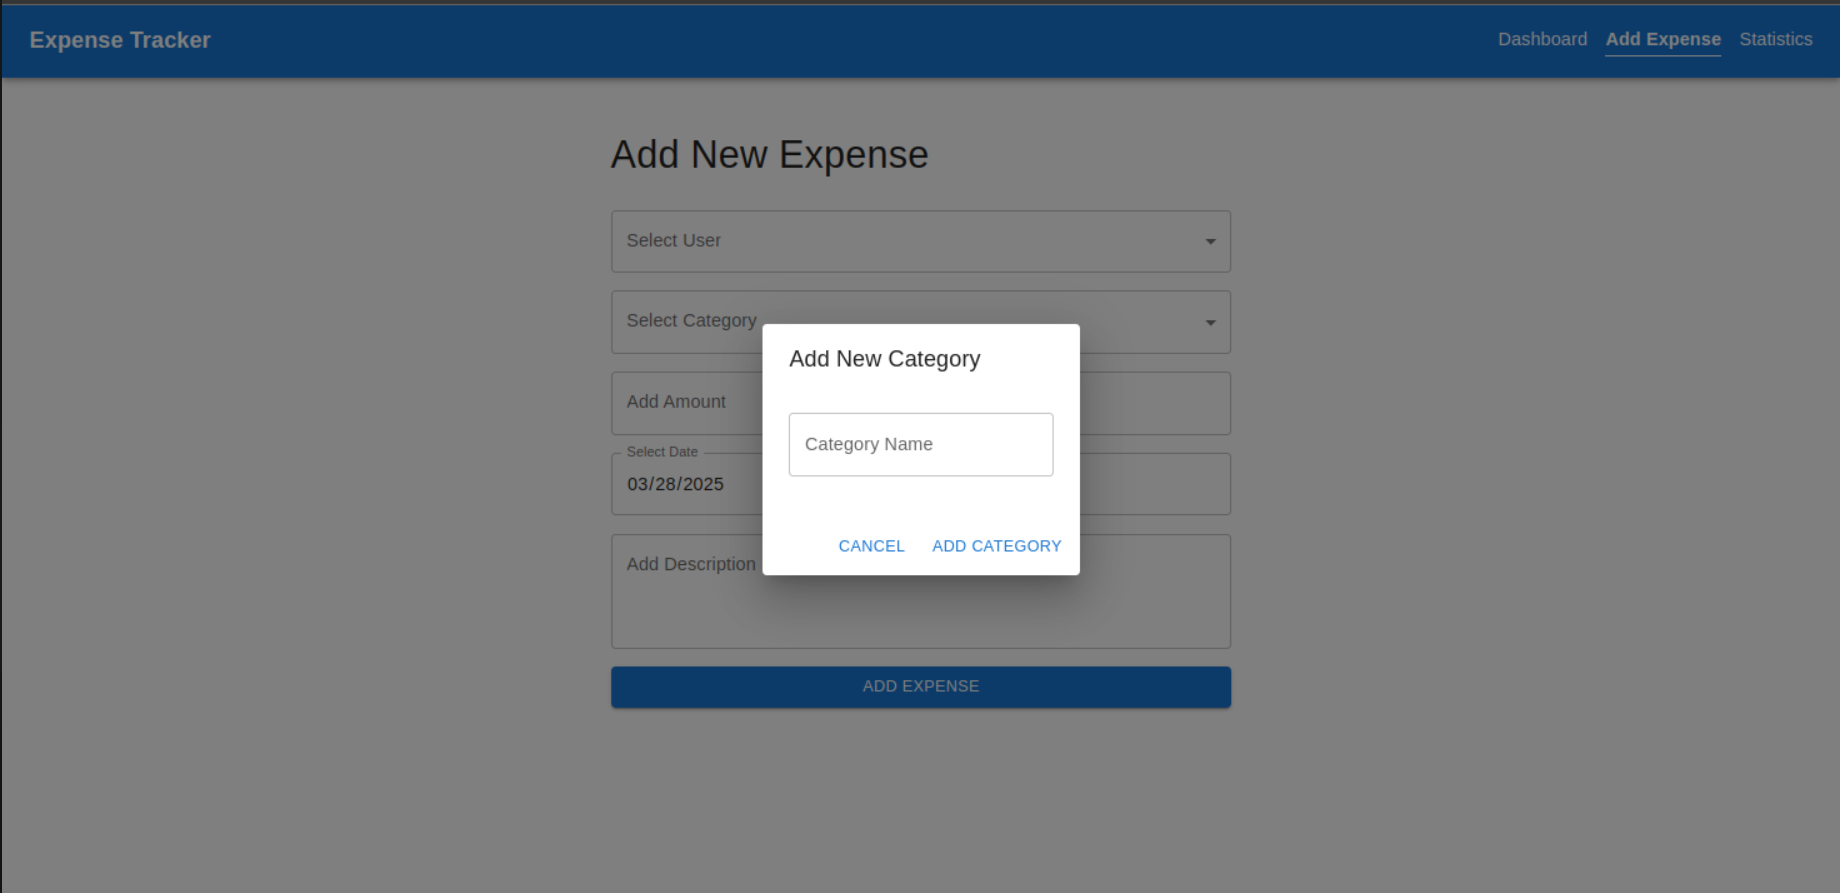 Expense Tracker
Dashboard Add Expense Statistics
Add New Expense
Select User
Select Category
Add New Category
Add Amount
Category Name
Select Date
03/28/2025
CANCEL ADD CATEGORY
Add Description
ADD EXPENSE